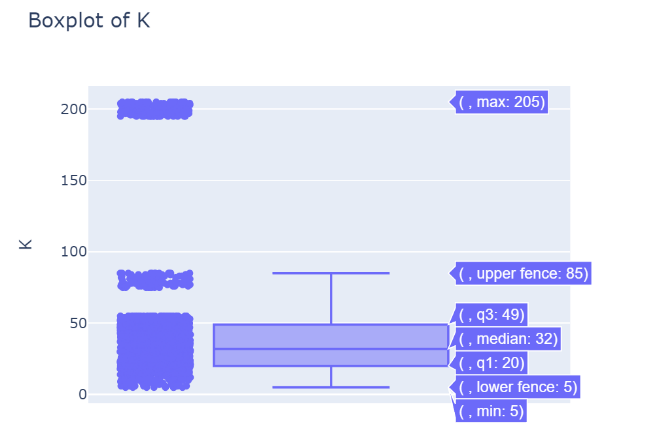 Boxplot of K
200
150
100
50
0
K
( , max: 205)
( , upper fence: 85)
( , q3: 49)
( , median: 32)
( , q1: 20)
( , lower fence: 5)
( , min: 5)